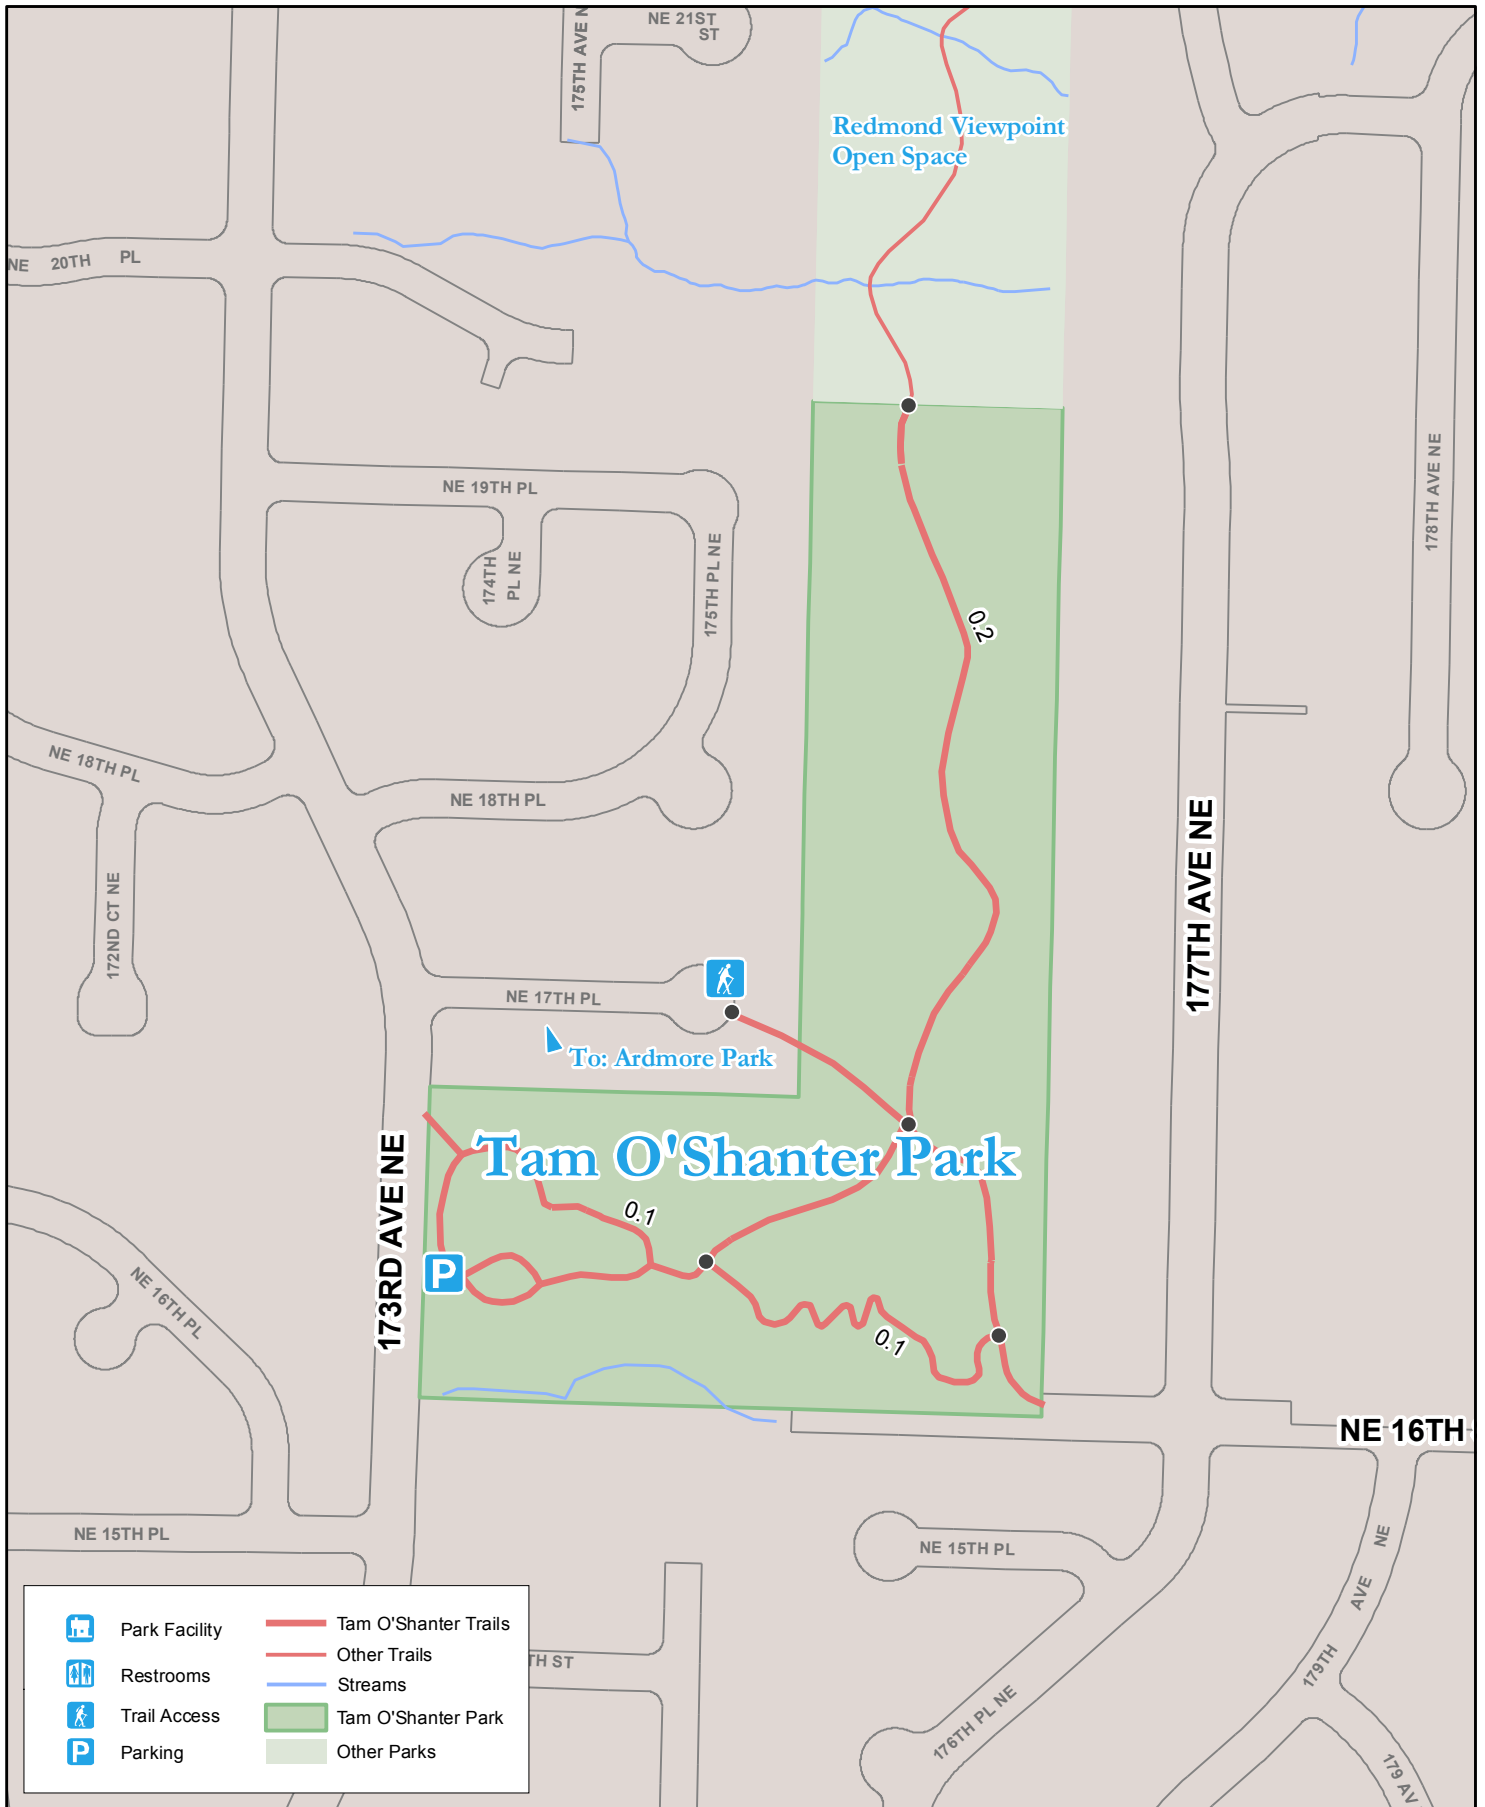 NE 21ST
ST
175TH AVE N
Redmond Viewpoint
Open Space
NE 20TH PL
NE 19TH PL
174TH
PL NE
175TH PL NE
178TH AVE NE
0.2
NE 18TH PL
NE 18TH PL
172ND CT NE
177TH AVE NE
NE 17TH PL
To: Ardmore Park
Tam O'Shanter Park
173RD AVE NE
0.1
NE 16TH PL
0.1
NE 16TH
NE 15TH PL
NE 15TH PL
179TH AVE NE
TH ST
176TH PL NE
179 AV
Park Facility
Restrooms
Trail Access
P Parking
Tam O'Shanter Trails
Other Trails
Streams
Tam O'Shanter Park
Other Parks
P